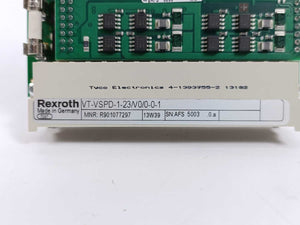 Tyco Electronics 4-1393755-2 13182
Rexroth VT-VSPD-1-23/V0/0-0-1
Made in Germany
MNR: R901077297 13W39 SN:AFS 5003 .0.a